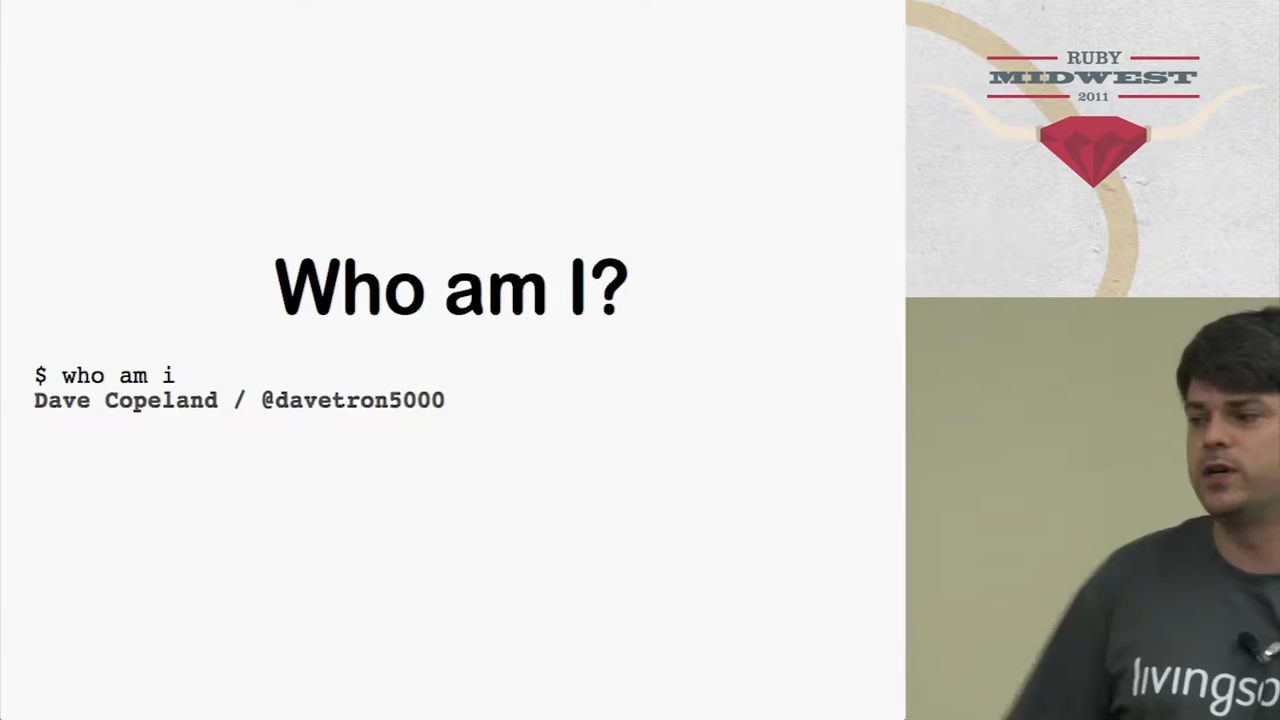 Who am I?
$ who am i
Dave Copeland / @davetron5000
RUBY
MIDWEST
2011
livingso